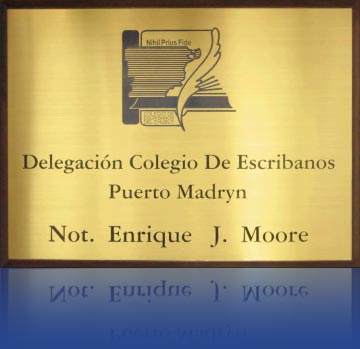 Nihil Prius Fide
Delegación Colegio De Escribanos
Puerto Madryn
Not. Enrique J. Moore